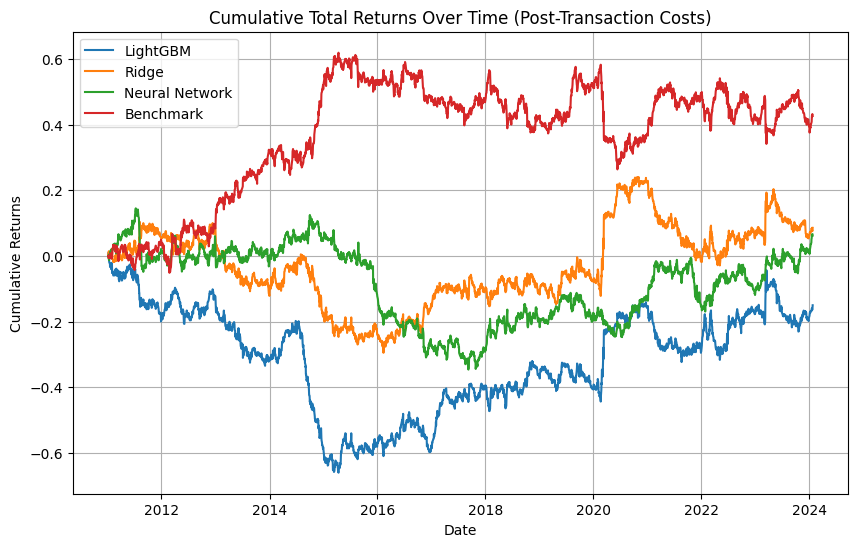 Cumulative Total Returns Over Time (Post-Transaction Costs)
LightGBM
Ridge
Neural Network
Benchmark
Cumulative Returns
0.6
0.4
0.2
0.0
−0.2
−0.4
−0.6
2012 2014 2016 2018 2020 2022 2024
Date